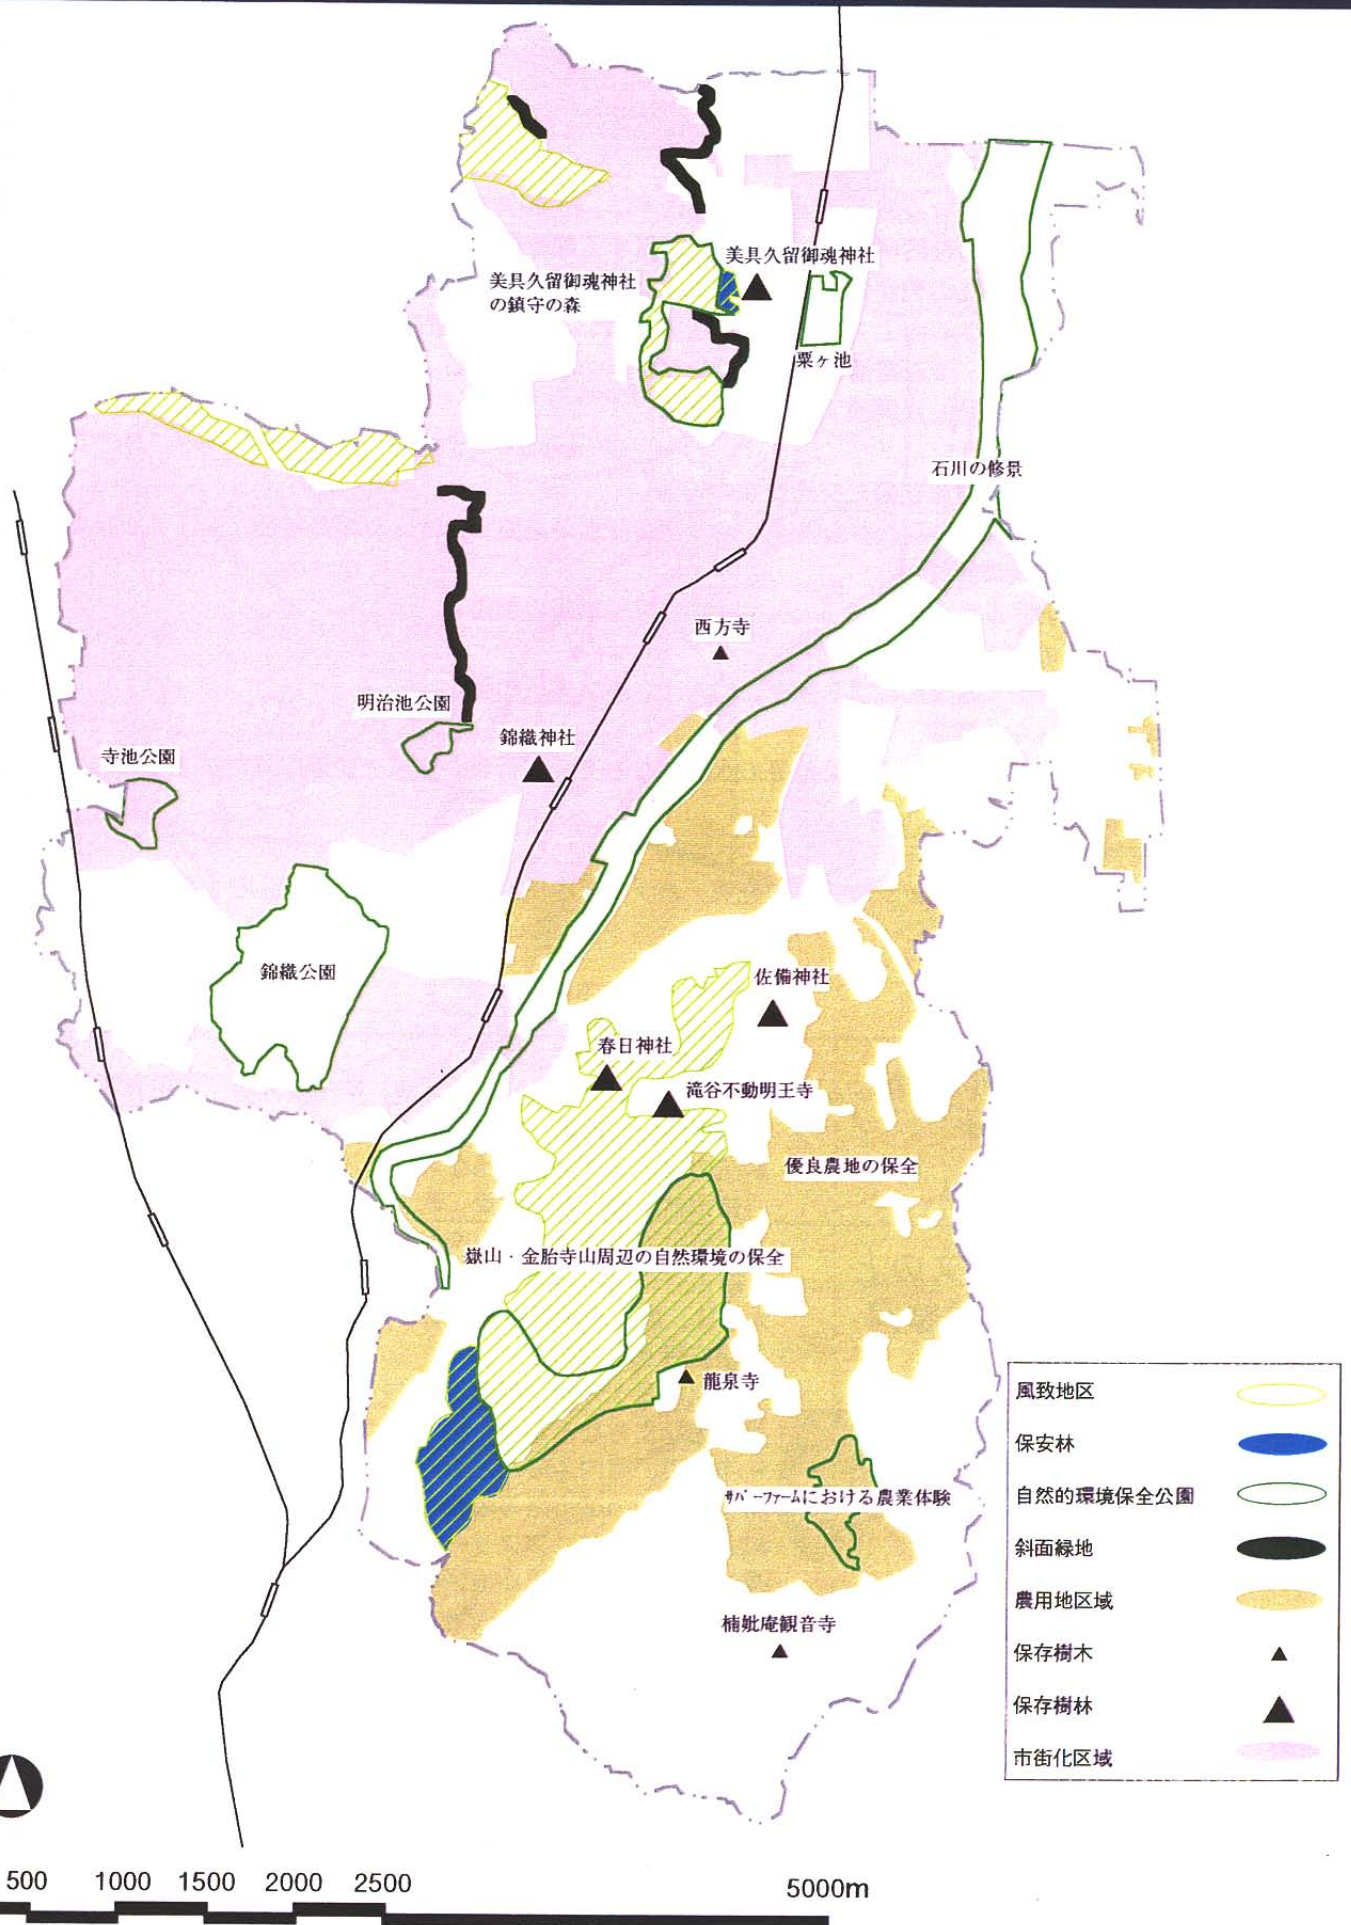 美具久留御魂神社
美具久留御魂神社
の鎮守の森
粟ヶ池
石川の修景
西方寺
明治池公園
錦織神社
寺池公園
錦織公園
佐備神社
春日神社
滝谷不動明王寺
優良農地の保全
嶽山・金胎寺山周辺の自然環境の保全
龍泉寺
ｻﾊﾞｰﾌｧｰﾑにおける農業体験
楠妣庵観音寺
風致地区
保安林
自然的環境保全公園
斜面緑地
農用地区域
保存樹木
保存樹林
市街化区域
500 1000 1500 2000 2500 5000m